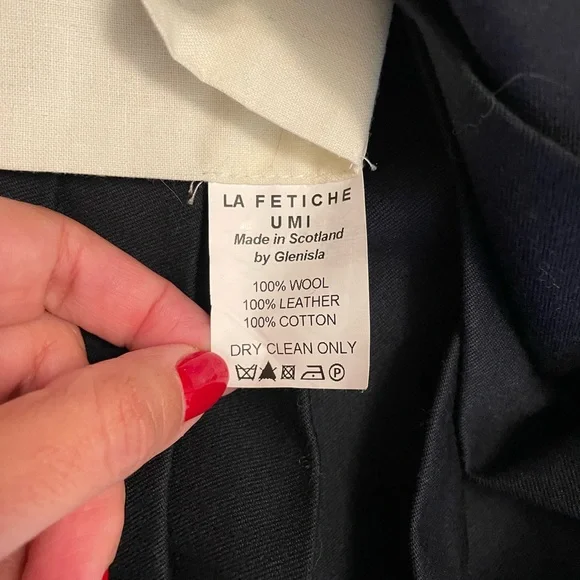 LA FETICHE
UMI
Made in Scotland
by Glenisla
100% WOOL
100% LEATHER
100% COTTON
DRY CLEAN ONLY
P